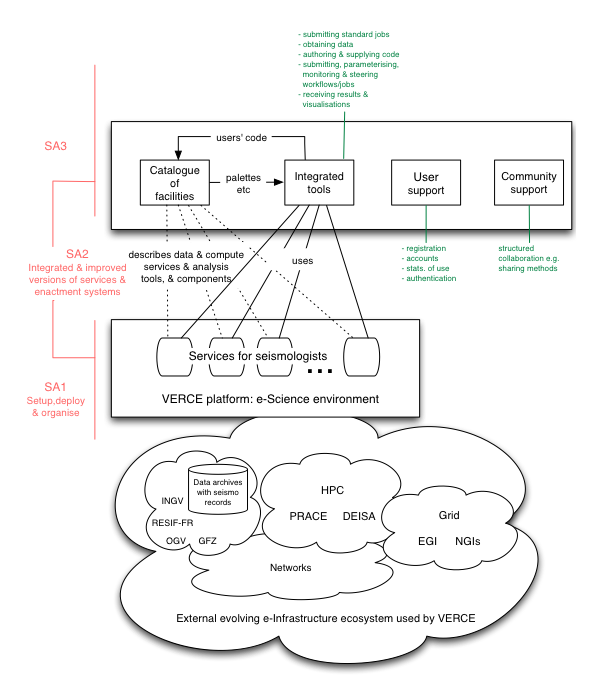 - submitting standard jobs
- obtaining data
- authoring & supplying code
- submitting, parameterising,
monitoring & steering
workflows/jobs
- receiving results &
visualisations
SA3
users' code
Catalogue
of
facilities
palettes
etc
Integrated
tools
User
support
Community
support
SA2
Integrated & improved
versions of services &
enactment systems
describes data & compute
services & analysis
tools, & components
uses
- registration
- accounts
- stats. of use
- authentication
structured
collaboration e.g.
sharing methods
Services for seismologists
...
SA1
Setup,deploy
& organise
VERCE platform: e-Science environment
Data archives
with seismo
records
INGV
RESIF-FR
OGV GFZ
HPC
PRACE DEISA
Grid
EGI NGIs
Networks
External evolving e-Infrastructure ecosystem used by VERCE